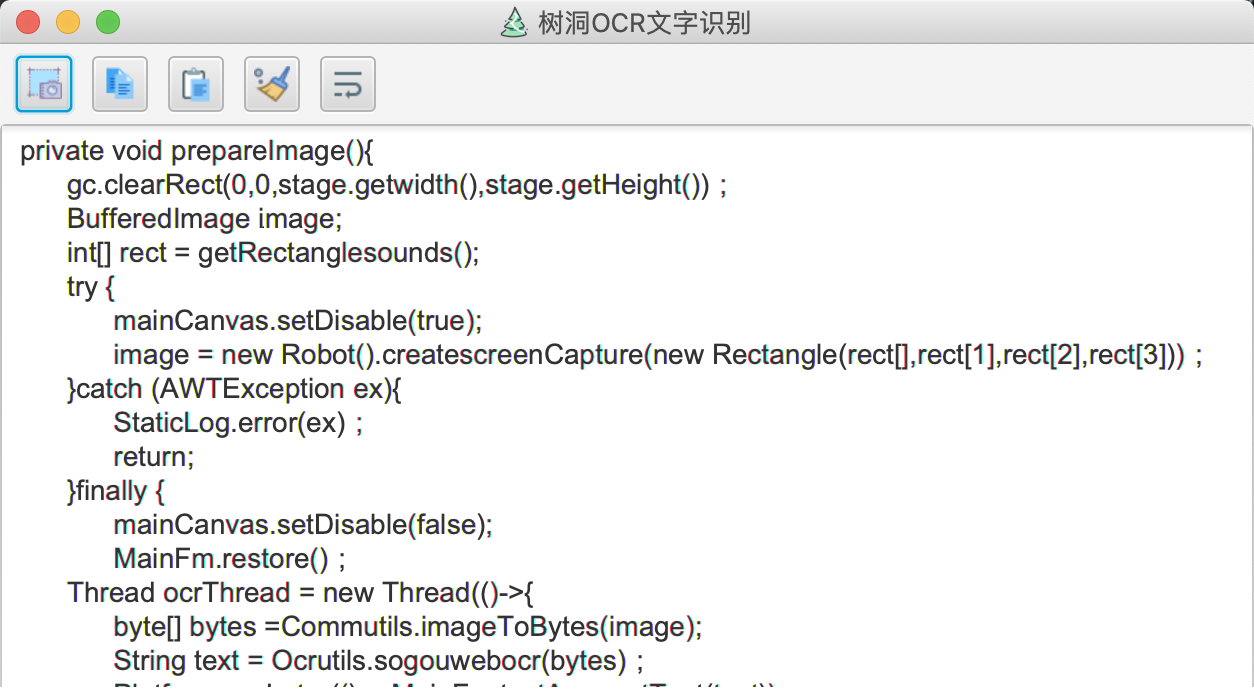 树洞OCR文字识别
private void prepareImage(){
gc.clearRect(0,0,stage.getwidth(),stage.getHeight()) ;
BufferedImage image;
int[] rect = getRectanglesounds();
try {
mainCanvas.setDisable(true);
image = new Robot().createscreenCapture(new Rectangle(rect[],rect[1],rect[2],rect[3])) ;
}catch (AWTException ex){
StaticLog.error(ex) ;
return;
}finally {
mainCanvas.setDisable(false);
MainFm.restore() ;
Thread ocrThread = new Thread(()->{
byte[] bytes =Commutils.imageToBytes(image);
String text = Ocrutils.sogouwebocr(bytes) ;